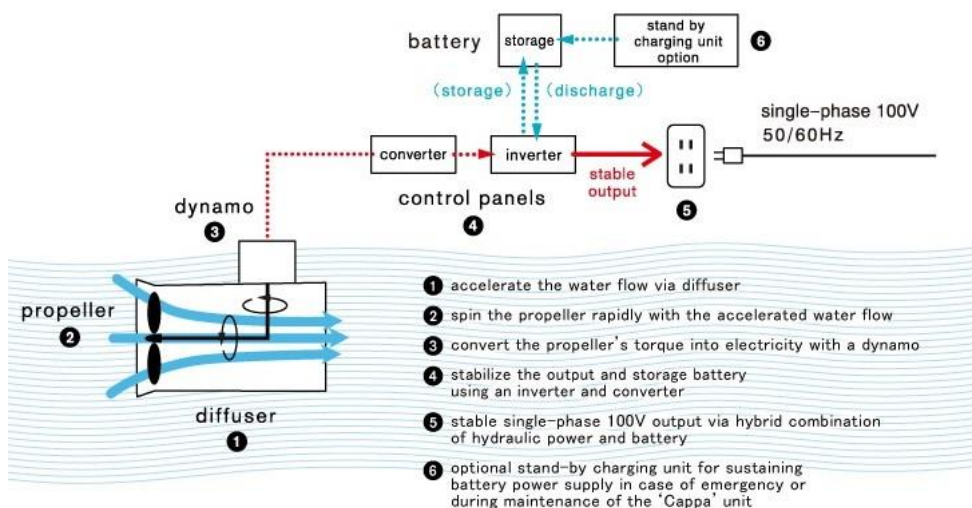 battery
storage
stand by
charging unit
option
6
(storage)
(discharge)
single-phase 100V
50/60Hz
converter
inverter
stable
output
control panels
4
5
dynamo
3
propeller
2
diffuser
1
1 accelerate the water flow via diffuser
2 spin the propeller rapidly with the accelerated water flow
3 convert the propeller's torque into electricity with a dynamo
4 stabilize the output and storage battery
using an inverter and converter
5 stable single-phase 100V output via hybrid combination
of hydraulic power and battery
6 optional stand-by charging unit for sustaining
battery power supply in case of emergency or
during maintenance of the 'Cappa' unit